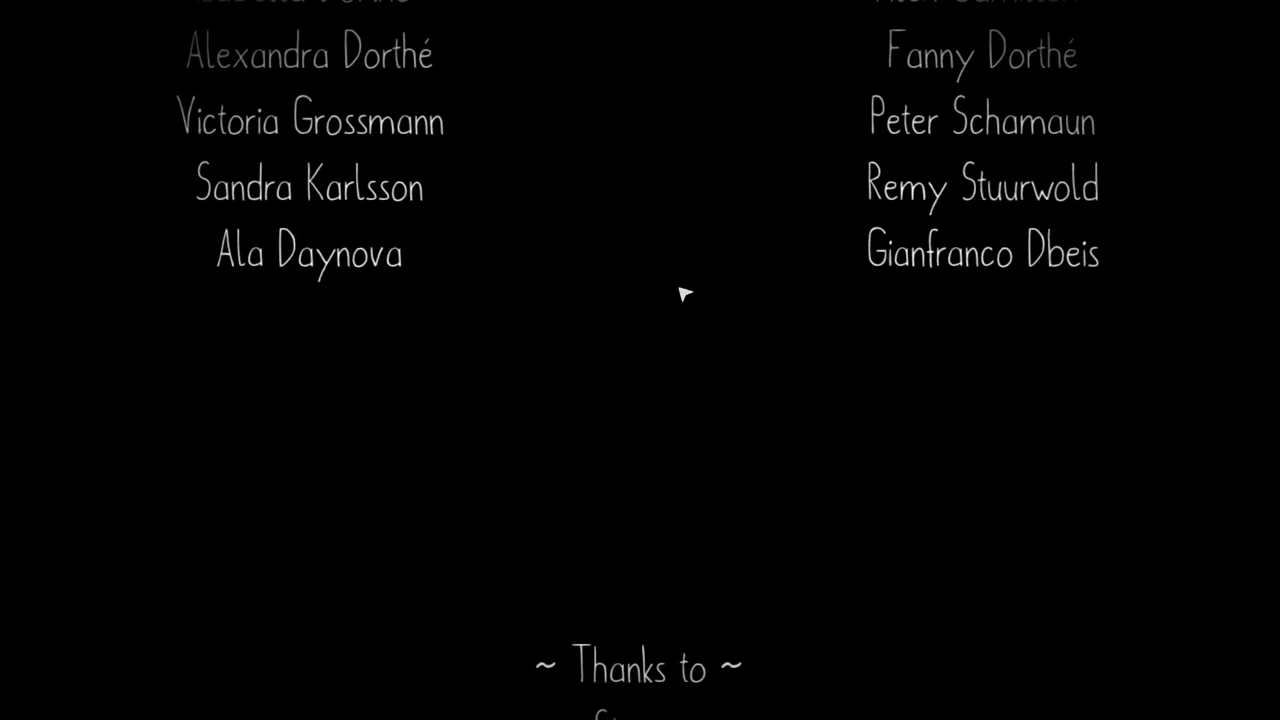 Alexandra Dorthé
Fanny Dorthé
Victoria Grossmann
Peter Schamaun
Sandra Karlsson
Remy Stuurwold
Ala Daynova
Gianfranco Dbeis
~ Thanks to ~